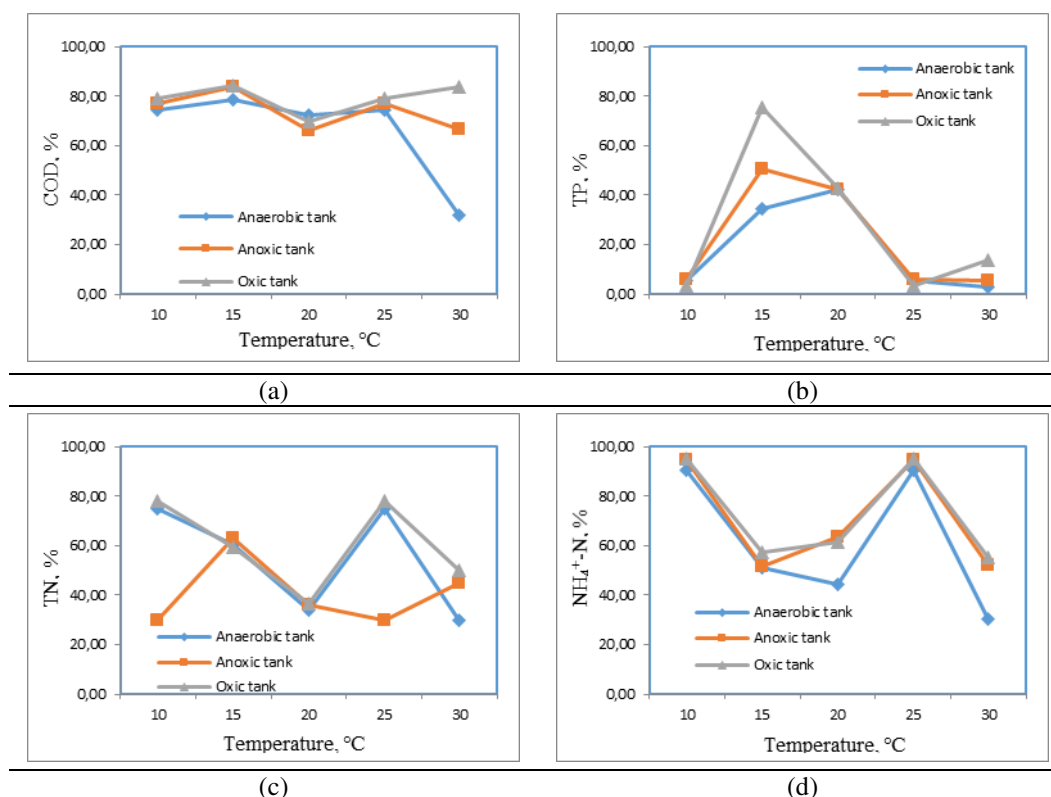 100,00
80,00
60,00
40,00
20,00
0,00
COD, %
Anaerobic tank
Anoxic tank
Oxic tank
10 15 20 25 30
Temperature, °C
(a)
100,00
80,00
60,00
40,00
20,00
0,00
TP, %
Anaerobic tank
Anoxic tank
Oxic tank
10 15 20 25 30
Temperature, °C
(b)
100,00
80,00
60,00
40,00
20,00
0,00
TN, %
Anaerobic tank
Anoxic tank
Oxic tank
10 15 20 25 30
Temperature, °C
(c)
100,00
80,00
60,00
40,00
20,00
0,00
NH₄⁺-N, %
Anaerobic tank
Anoxic tank
Oxic tank
10 15 20 25 30
Temperature, °C
(d)